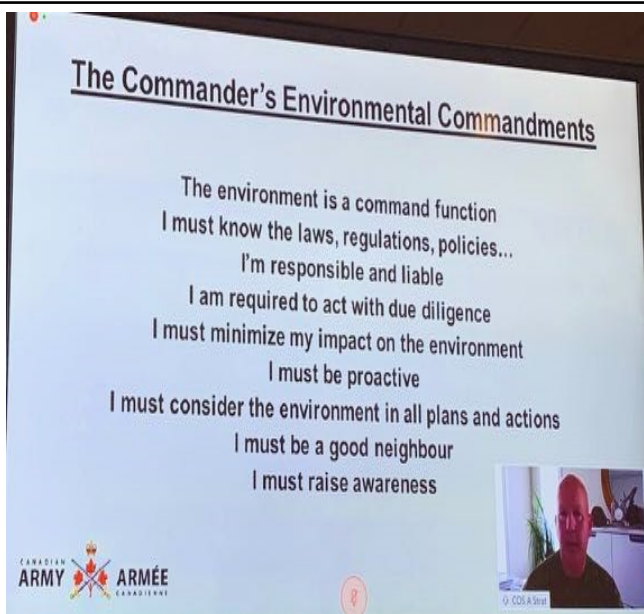 The Commander's Environmental Commandments
The environment is a command function
I must know the laws, regulations, policies...
I'm responsible and liable
I am required to act with due diligence
I must minimize my impact on the environment
I must be proactive
I must consider the environment in all plans and actions
I must be a good neighbour
I must raise awareness
CANADIAN
ARMY ARMÉE
CANADIENNE
COS A Strat